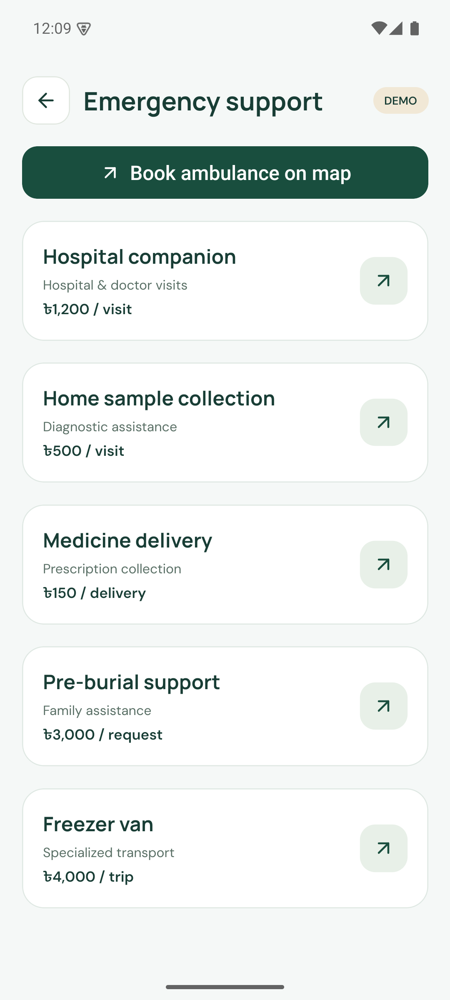 12:09
Emergency support
DEMO
Book ambulance on map
Hospital companion
Hospital & doctor visits
৳1,200 / visit
Home sample collection
Diagnostic assistance
৳500 / visit
Medicine delivery
Prescription collection
৳150 / delivery
Pre-burial support
Family assistance
৳3,000 / request
Freezer van
Specialized transport
৳4,000 / trip